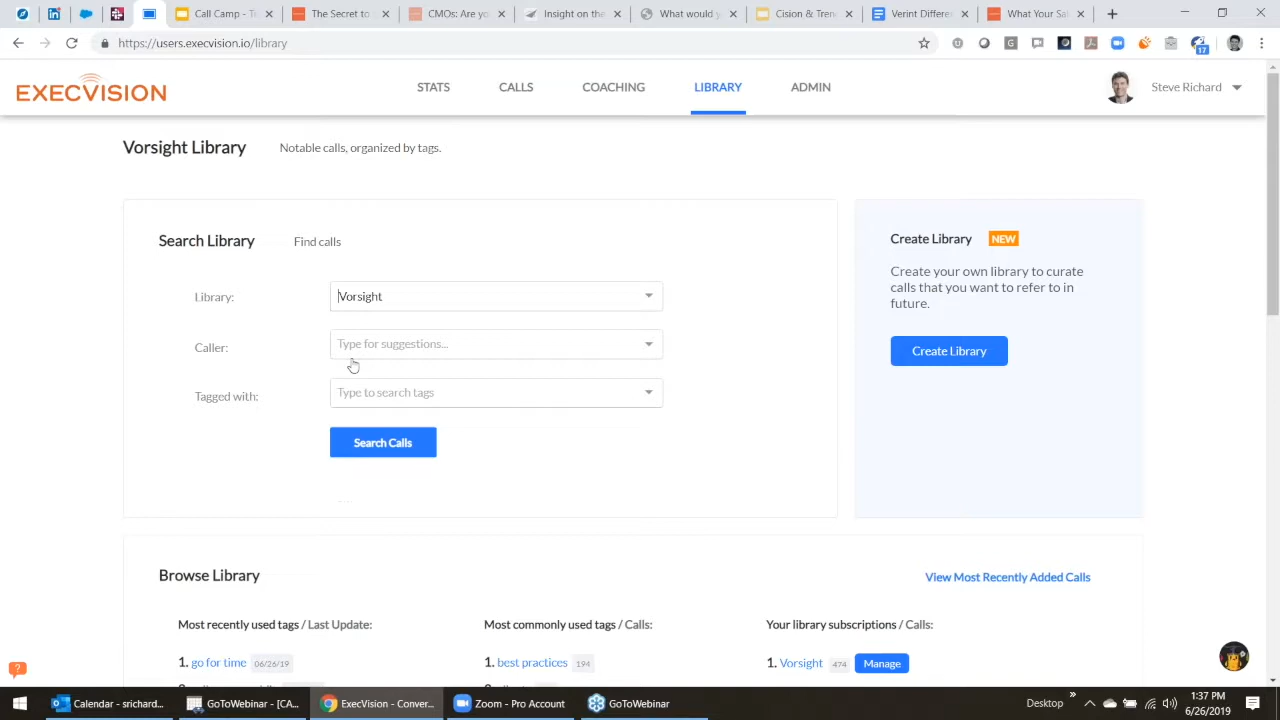 Camp - Ti
The Secret to
CMOs Are
Insight on the
What would y
Cision &
Verint Differe
What Your Sal
https://users.execvision.io/library
17
EXECVISION
STATS
CALLS
COACHING
LIBRARY
ADMIN
Steve Richard
Vorsight Library
Notable calls, organized by tags.
Search Library
Find calls
Library:
Vorsight
Caller:
Type for suggestions...
Tagged with:
Type to search tags
Search Calls
Create Library
NEW
Create your own library to curate
calls that you want to refer to in
future.
Create Library
Browse Library
View Most Recently Added Calls
Most recently used tags / Last Update:
Most commonly used tags / Calls:
Your library subscriptions / Calls:
1. go for time 06/26/19
1. best practices 194
1. Vorsight 474 Manage
?
Calendar - srichard...
GoToWebinar - [CA...
ExecVision - Conver...
Zoom - Pro Account
GoToWebinar
Desktop
1:37 PM
6/26/2019